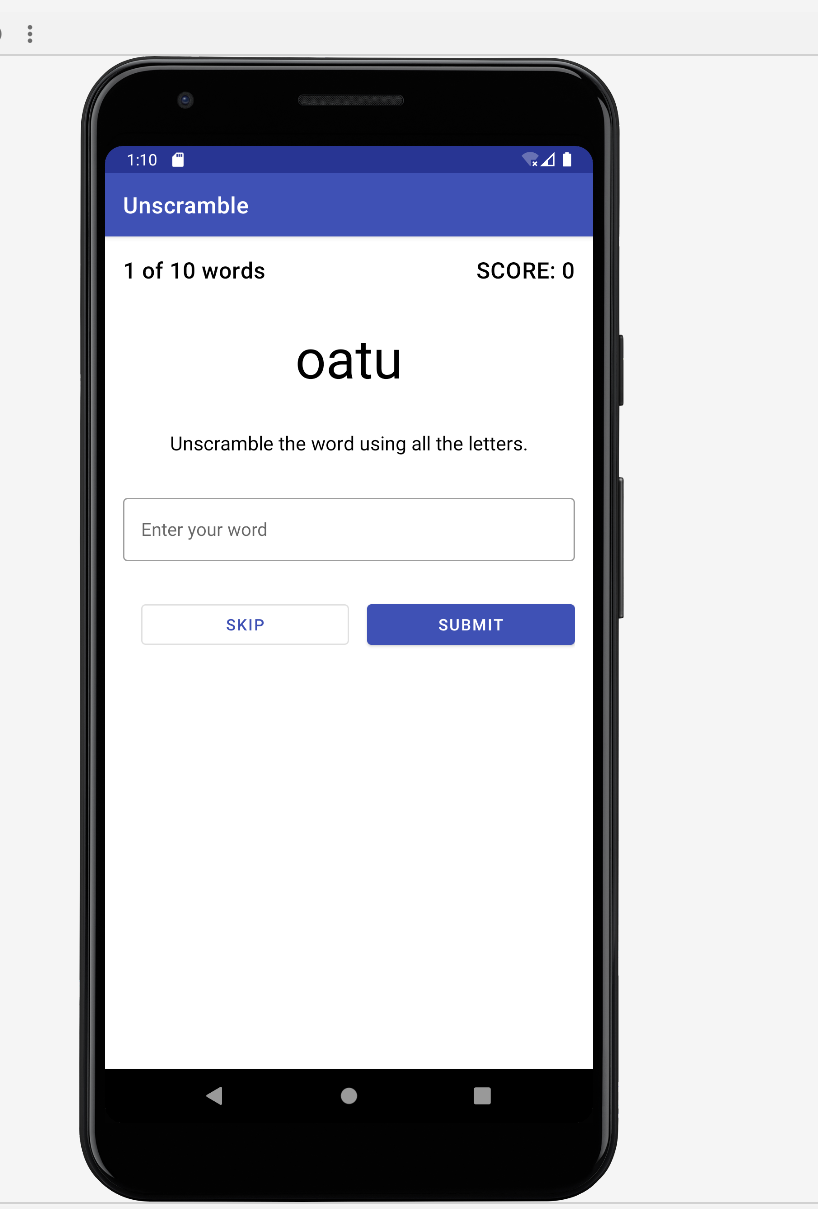 1:10
Unscramble
1 of 10 words
SCORE: 0
oatu
Unscramble the word using all the letters.
Enter your word
SKIP
SUBMIT